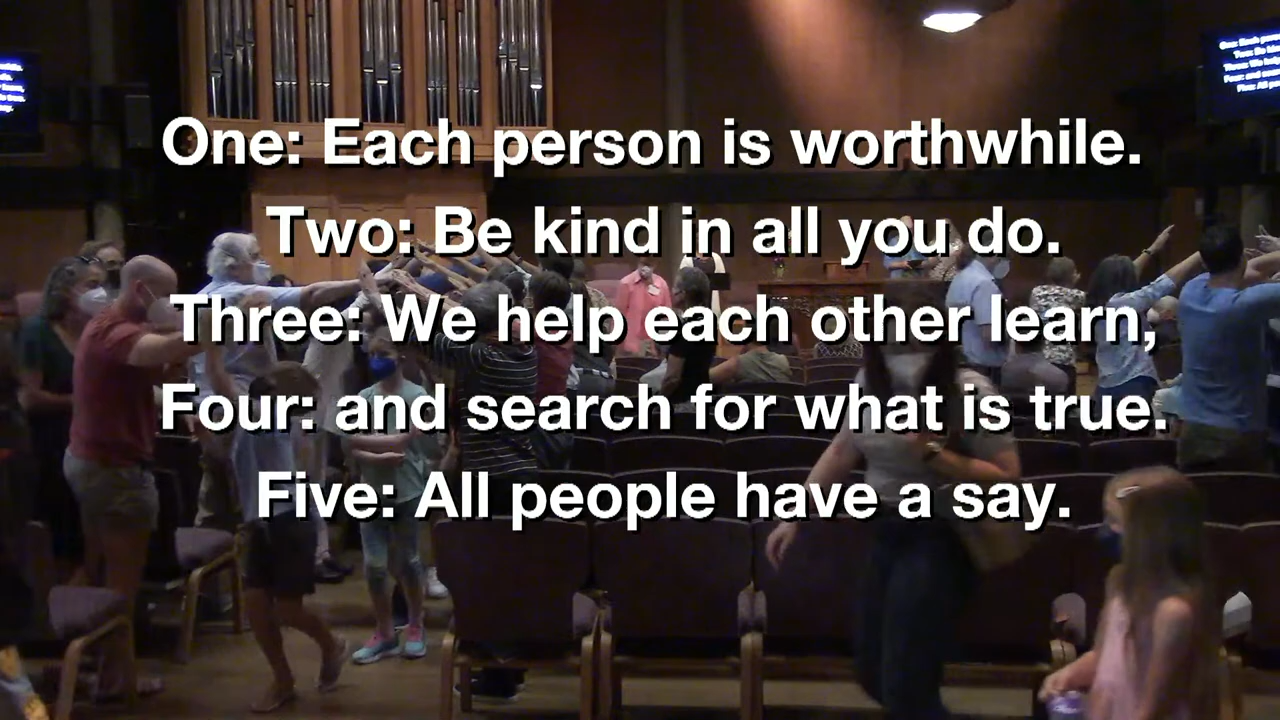 One: Each person is worthwhile.
Two: Be kind in all you do.
Three: We help each other learn,
Four: and search for what is true.
Five: All people have a say.